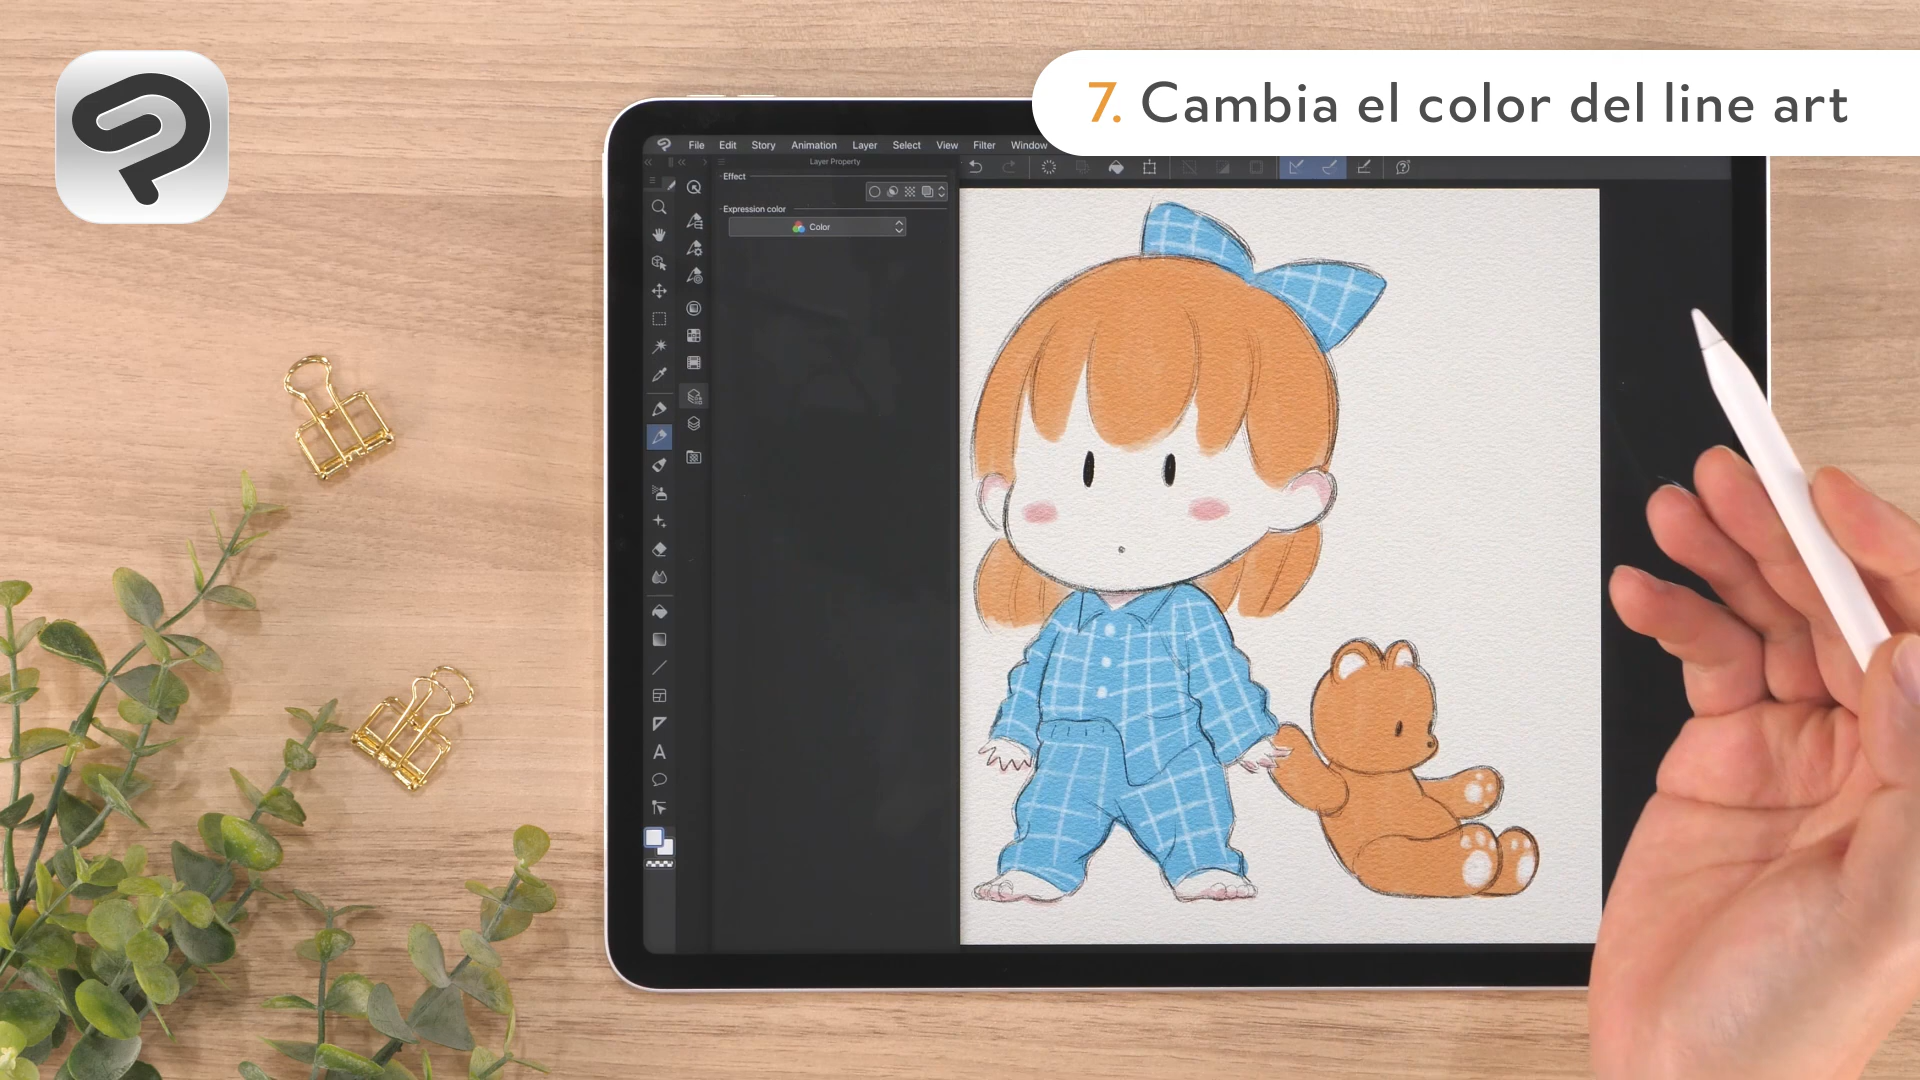 7. Cambia el color del line art
File Edit Story Animation Layer Select View Filter Window
Layer Property
Effect
Expression color
Color
A